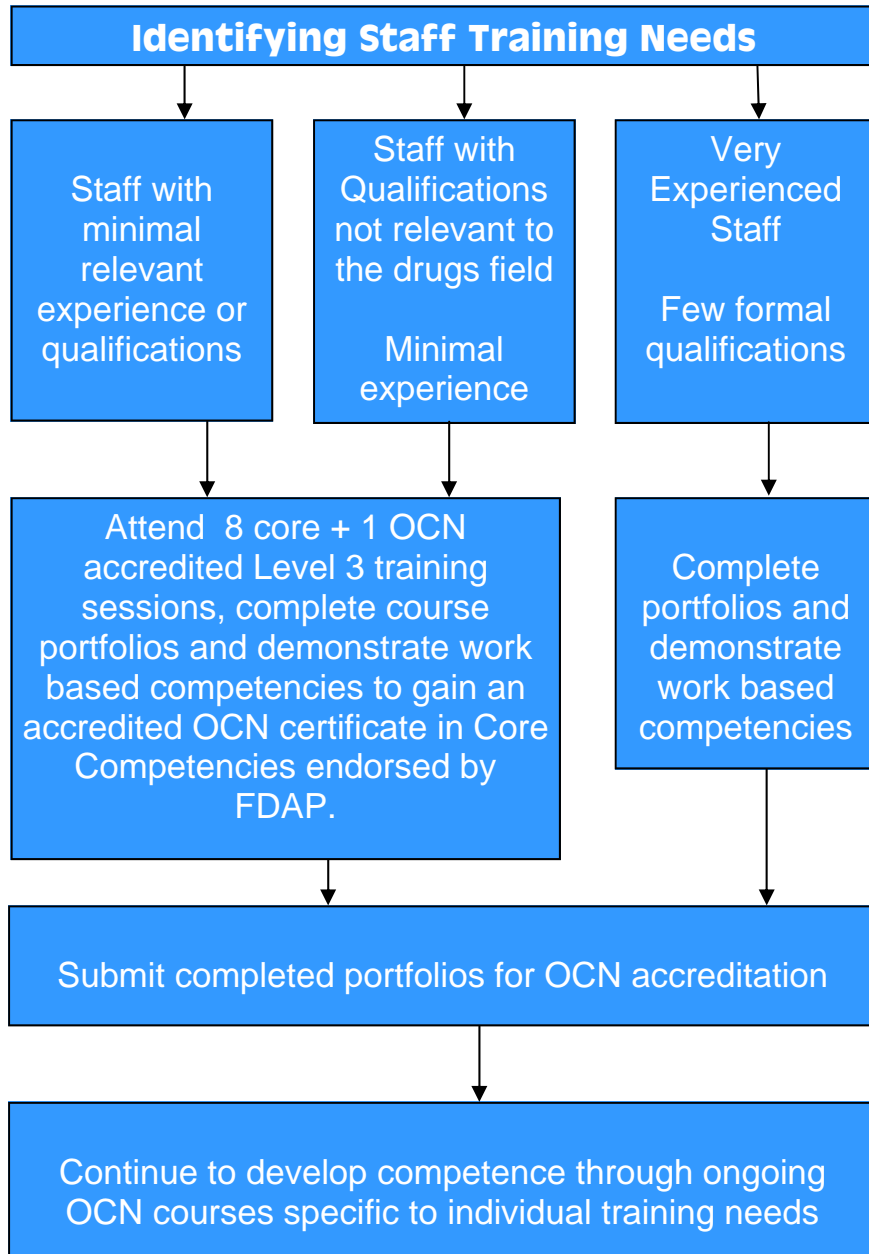 Identifying Staff Training Needs
Staff with
minimal
relevant
experience or
qualifications
Staff with
Qualifications
not relevant to
the drugs field
Minimal
experience
Very
Experienced
Staff
Few formal
qualifications
Attend  8 core + 1 OCN
accredited Level 3 training
sessions, complete course
portfolios and demonstrate work
based competencies to gain an
accredited OCN certificate in Core
Competencies endorsed by
FDAP.
Complete
portfolios and
demonstrate
work based
competencies
Submit completed portfolios for OCN accreditation
Continue to develop competence through ongoing
OCN courses specific to individual training needs